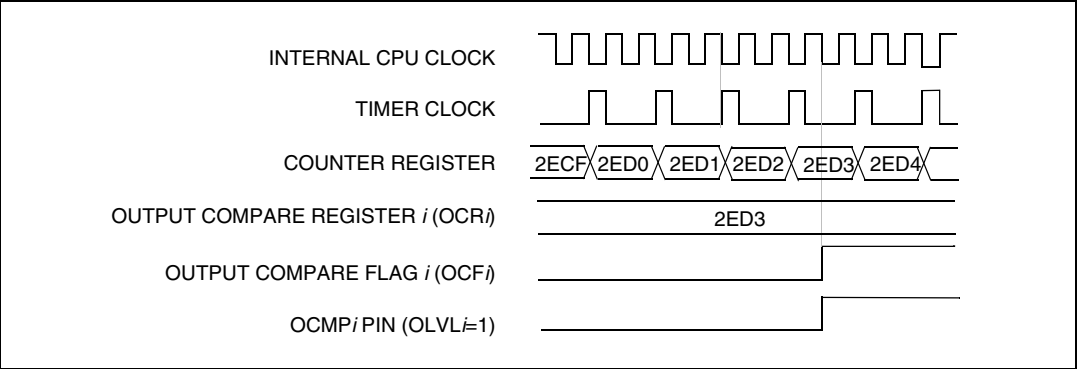 INTERNAL CPU CLOCK
TIMER CLOCK
COUNTER REGISTER 2ECF 2ED0 2ED1 2ED2 2ED3 2ED4
OUTPUT COMPARE REGISTER i (OCRi) 2ED3
OUTPUT COMPARE FLAG i (OCFi)
OCMPi PIN (OLVLi=1)